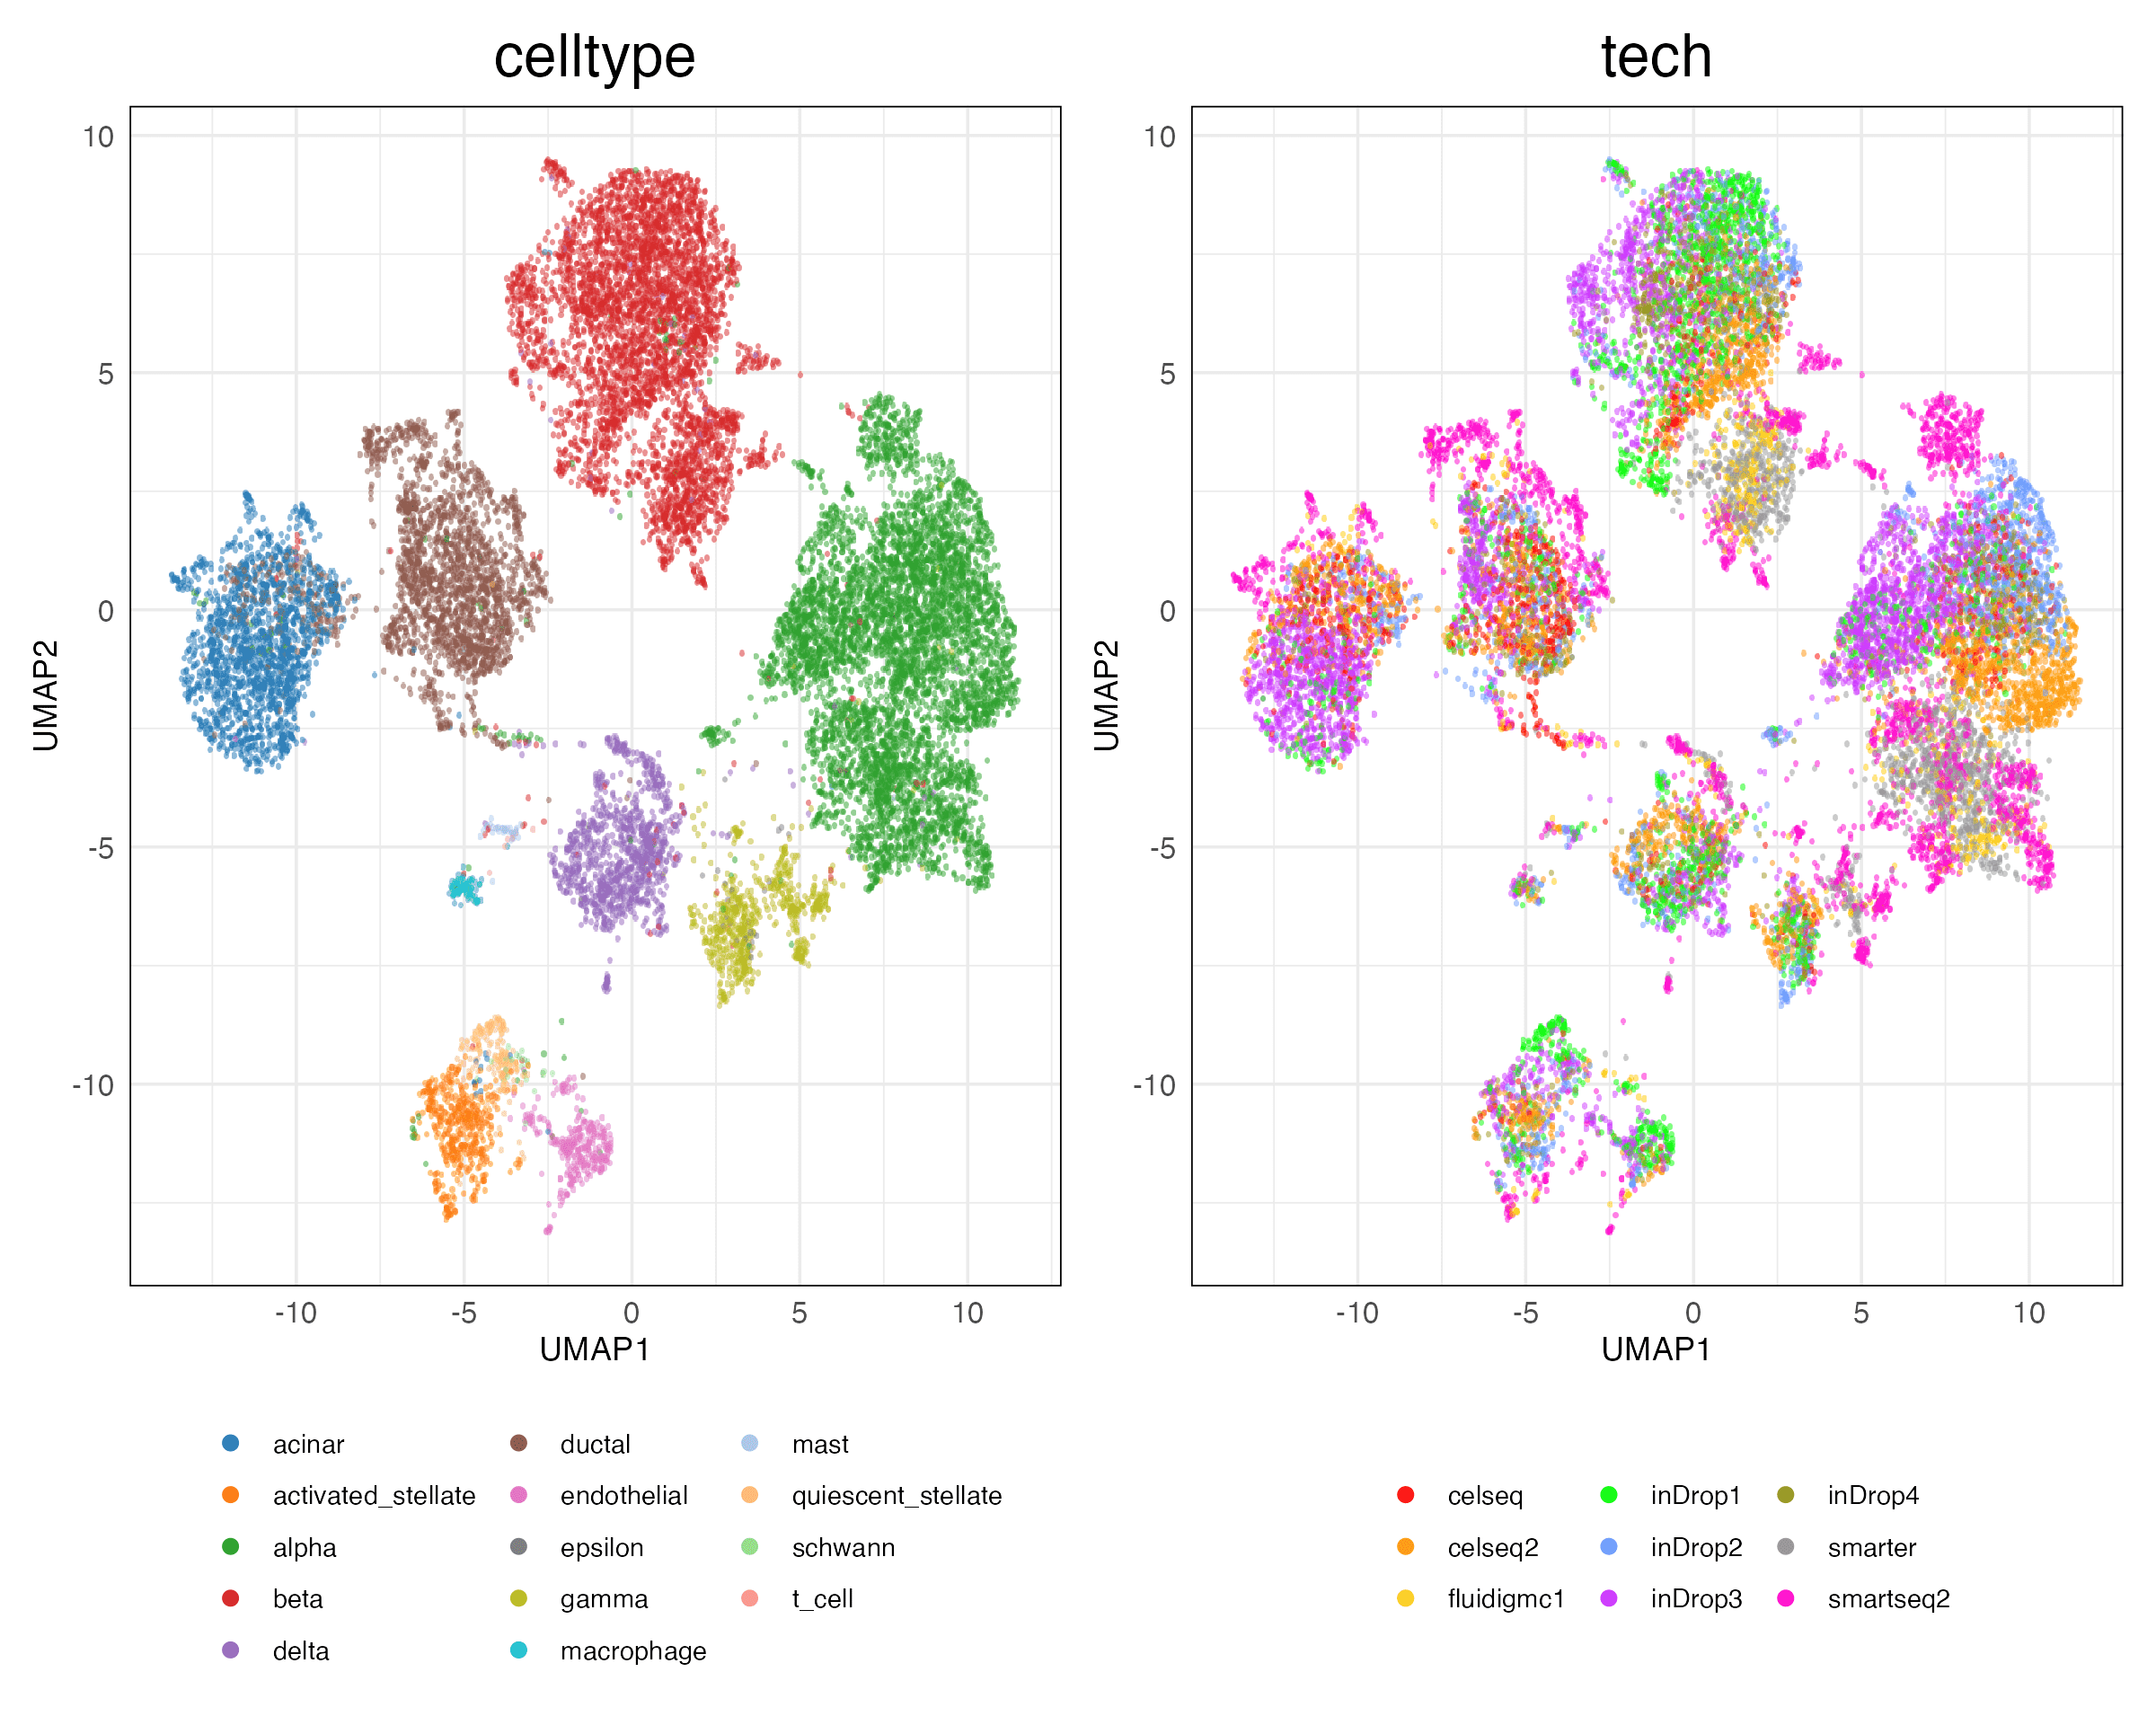 celltype
tech
10
5
0
-5
-10
UMAP2
-10 -5 0 5 10
UMAP1
10
5
0
-5
-10
UMAP2
-10 -5 0 5 10
UMAP1
acinar ductal mast
activated_stellate endothelial quiescent_stellate
alpha epsilon schwann
beta gamma t_cell
delta macrophage
celseq inDrop1 inDrop4
celseq2 inDrop2 smarter
fluidigmc1 inDrop3 smartseq2